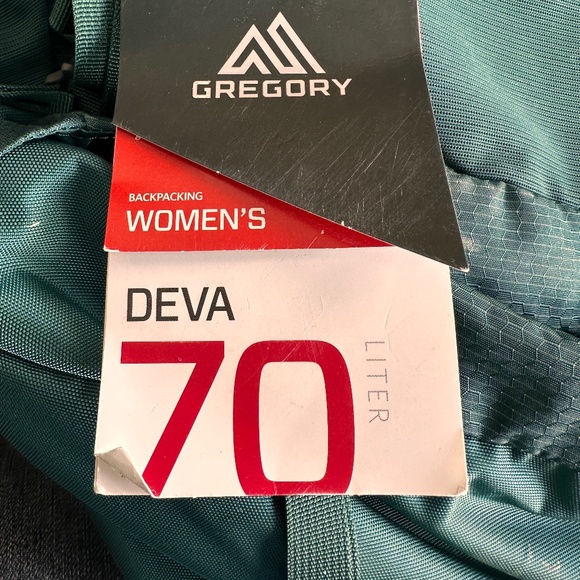 GREGORY
BACKPACKING
WOMEN'S
DEVA
70
LITER